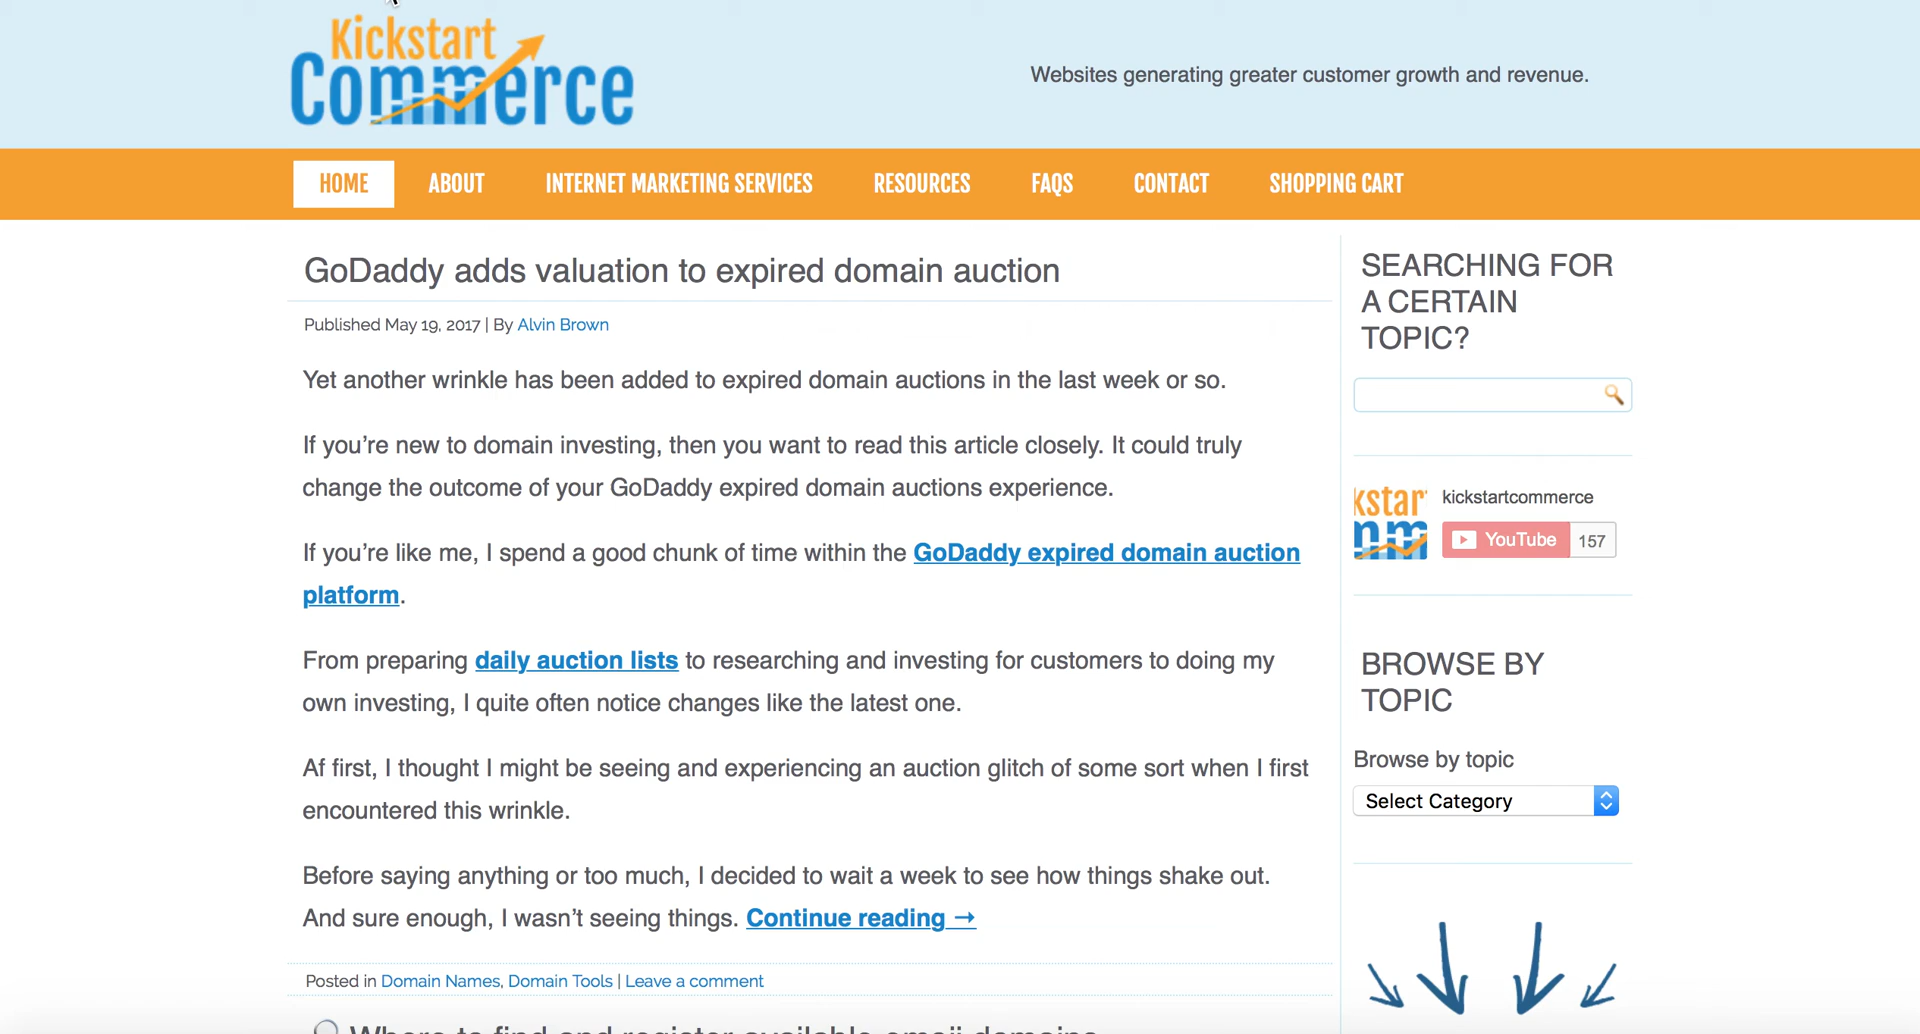 Kickstart
Commerce
Websites generating greater customer growth and revenue.
HOME ABOUT INTERNET MARKETING SERVICES RESOURCES FAQS CONTACT SHOPPING CART
GoDaddy adds valuation to expired domain auction
Published May 19, 2017 | By Alvin Brown
Yet another wrinkle has been added to expired domain auctions in the last week or so.
If you’re new to domain investing, then you want to read this article closely. It could truly
change the outcome of your GoDaddy expired domain auctions experience.
If you’re like me, I spend a good chunk of time within the GoDaddy expired domain auction
platform.
From preparing daily auction lists to researching and investing for customers to doing my
own investing, I quite often notice changes like the latest one.
Af first, I thought I might be seeing and experiencing an auction glitch of some sort when I first
encountered this wrinkle.
Before saying anything or too much, I decided to wait a week to see how things shake out.
And sure enough, I wasn’t seeing things. Continue reading →
Posted in Domain Names, Domain Tools | Leave a comment
Where to find and register available emoji domains
SEARCHING FOR
A CERTAIN
TOPIC?
kickstartcommerce
YouTube 157
BROWSE BY
TOPIC
Browse by topic
Select Category